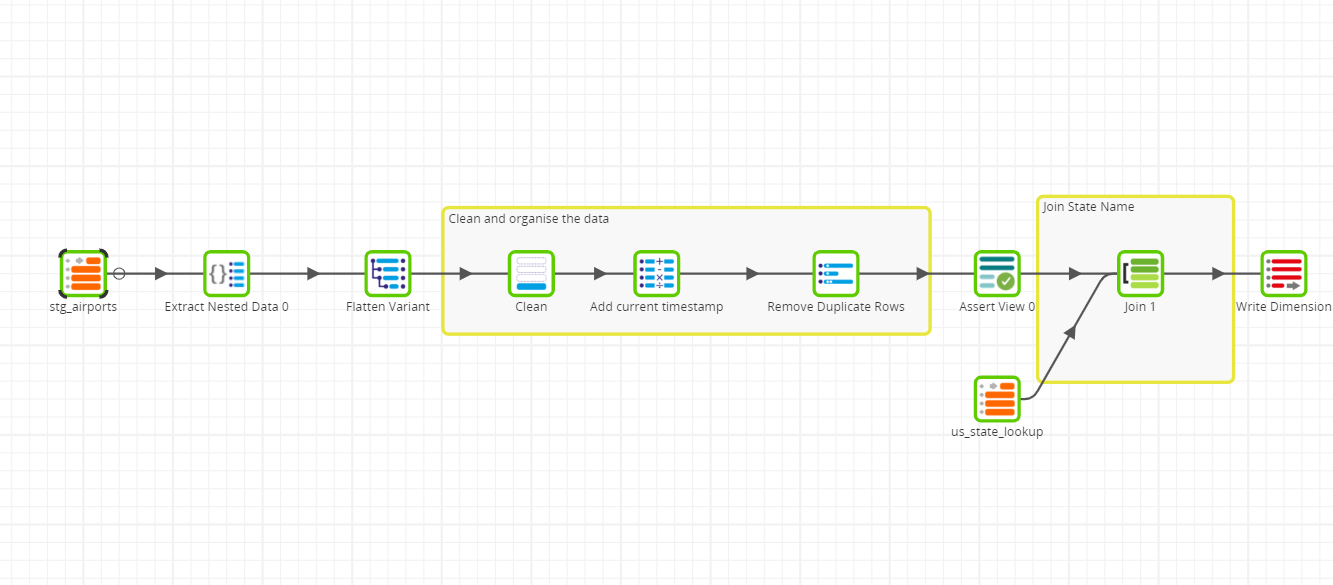 Clean and organise the data
Join State Name
stg_airports
Extract Nested Data 0
Flatten Variant
Clean
Add current timestamp
Remove Duplicate Rows
Assert View 0
Join 1
Write Dimension
us_state_lookup